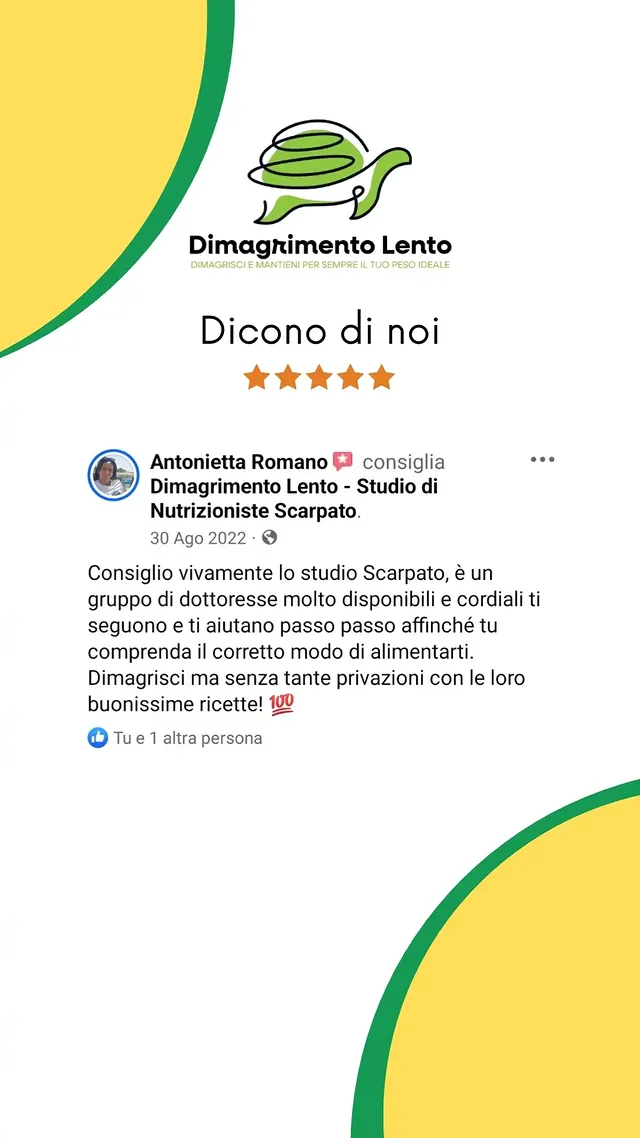 Dimagrimento Lento
DIMAGRISCI E MANTIENI PER SEMPRE IL TUO PESO IDEALE
Dicono di noi
Antonietta Romano consiglia
Dimagrimento Lento - Studio di
Nutrizioniste Scarpato.
30 Ago 2022 ·
Consiglio vivamente lo studio Scarpato, è un
gruppo di dottoresse molto disponibili e cordiali ti
seguono e ti aiutano passo passo affinché tu
comprenda il corretto modo di alimentarti.
Dimagrisci ma senza tante privazioni con le loro
buonissime ricette! 💯
Tu e 1 altra persona